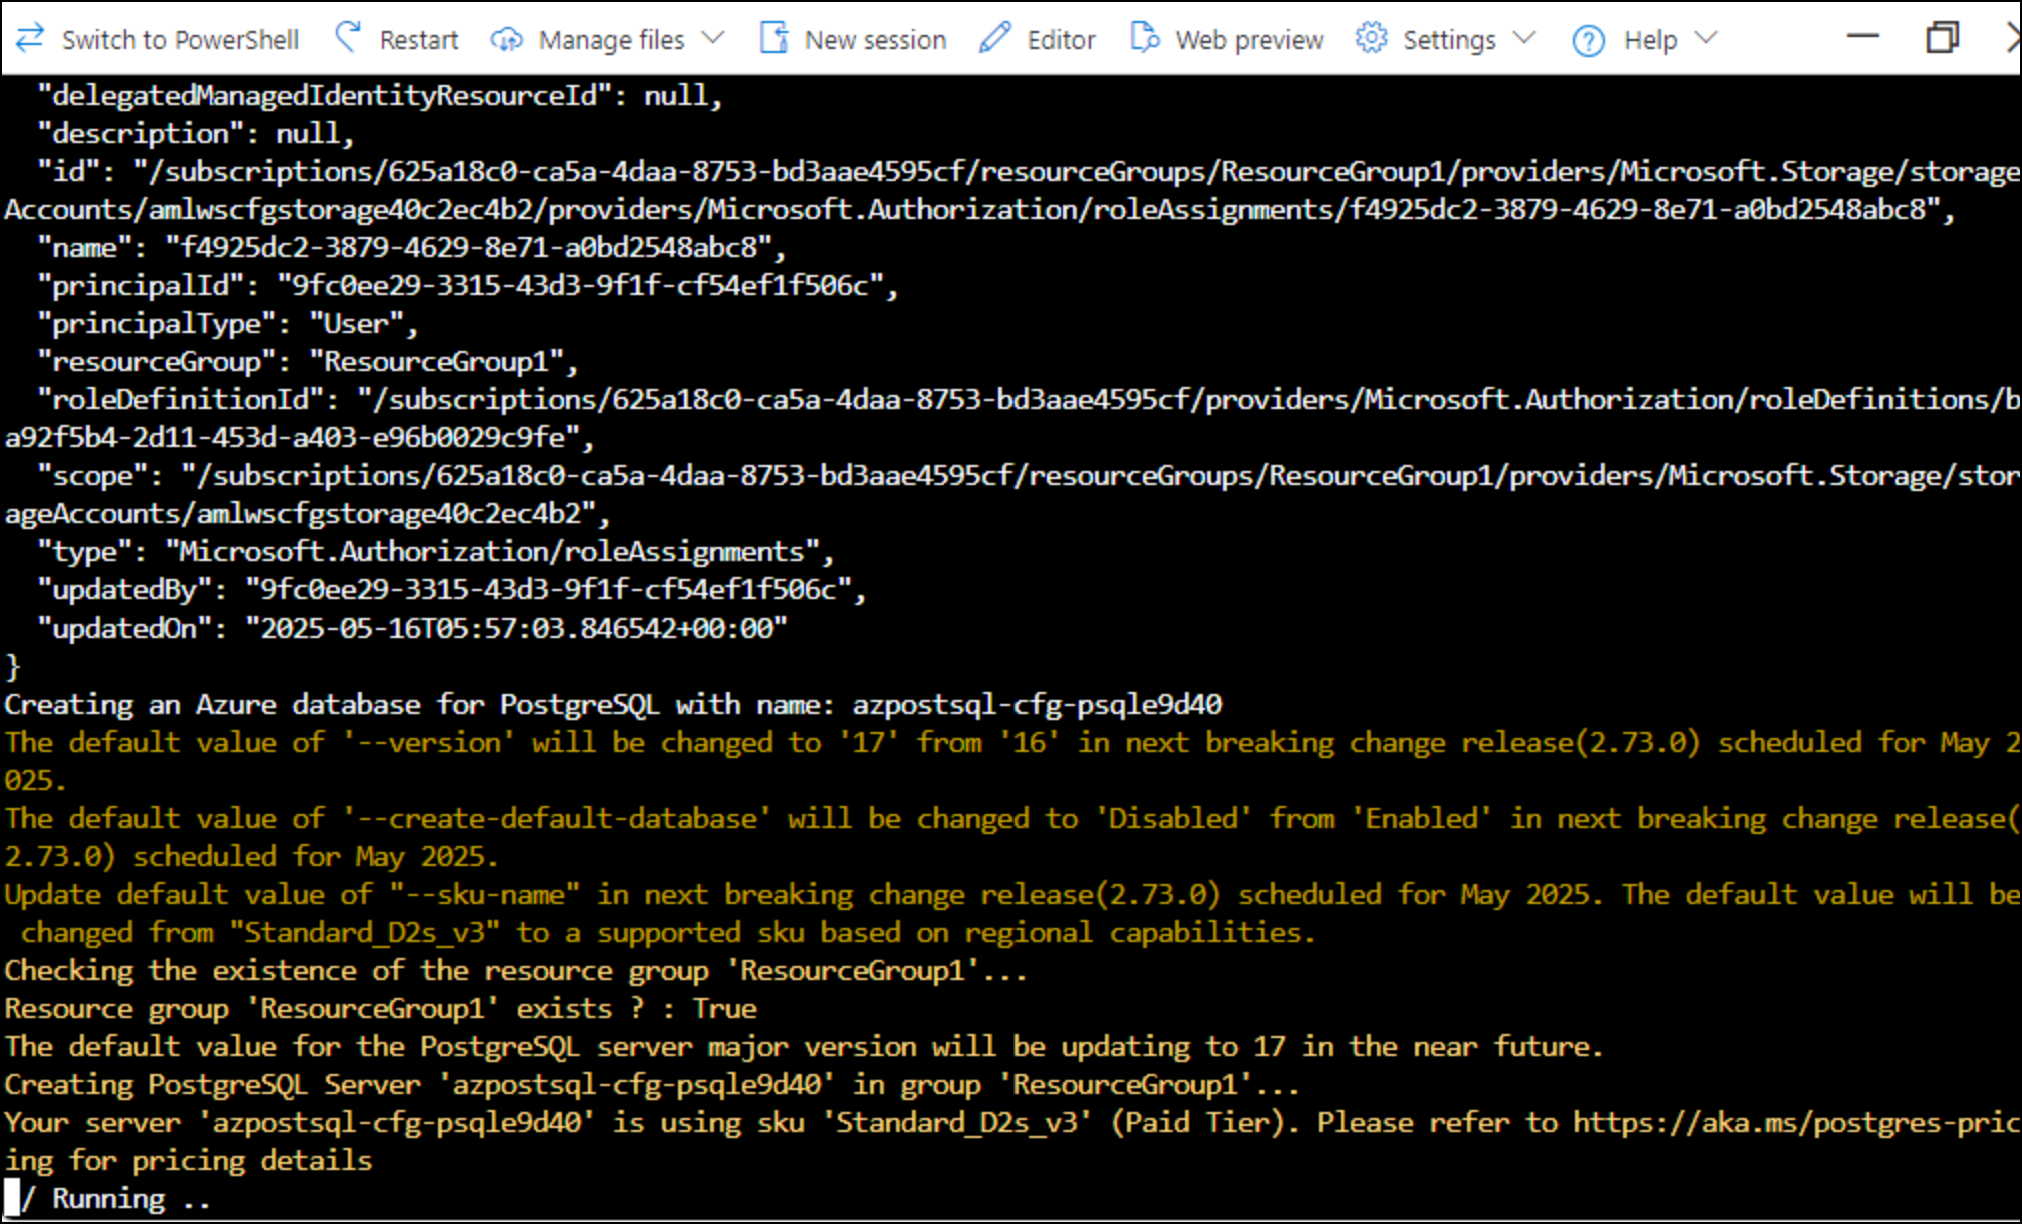 Switch to PowerShell Restart Manage files New session Editor Web preview Settings Help
"delegatedManagedIdentityResourceId": null,
"description": null,
"id": "/subscriptions/625a18c0-ca5a-4daa-8753-bd3aae4595cf/resourceGroups/ResourceGroup1/providers/Microsoft.Storage/storage
Accounts/amlwscfgstorage40c2ec4b2/providers/Microsoft.Authorization/roleAssignments/f4925dc2-3879-4629-8e71-a0bd2548abc8",
"name": "f4925dc2-3879-4629-8e71-a0bd2548abc8",
"principalId": "9fc0ee29-3315-43d3-9f1f-cf54ef1f506c",
"principalType": "User",
"resourceGroup": "ResourceGroup1",
"roleDefinitionId": "/subscriptions/625a18c0-ca5a-4daa-8753-bd3aae4595cf/providers/Microsoft.Authorization/roleDefinitions/b
a92f5b4-2d11-453d-a403-e96b0029c9fe",
"scope": "/subscriptions/625a18c0-ca5a-4daa-8753-bd3aae4595cf/resourceGroups/ResourceGroup1/providers/Microsoft.Storage/stor
ageAccounts/amlwscfgstorage40c2ec4b2",
"type": "Microsoft.Authorization/roleAssignments",
"updatedBy": "9fc0ee29-3315-43d3-9f1f-cf54ef1f506c",
"updatedOn": "2025-05-16T05:57:03.846542+00:00"
}
Creating an Azure database for PostgreSQL with name: azpostsql-cfg-psqle9d40
The default value of '--version' will be changed to '17' from '16' in next breaking change release(2.73.0) scheduled for May 2
025.
The default value of '--create-default-database' will be changed to 'Disabled' from 'Enabled' in next breaking change release(
2.73.0) scheduled for May 2025.
Update default value of "--sku-name" in next breaking change release(2.73.0) scheduled for May 2025. The default value will be
changed from "Standard_D2s_v3" to a supported sku based on regional capabilities.
Checking the existence of the resource group 'ResourceGroup1'...
Resource group 'ResourceGroup1' exists ? : True
The default value for the PostgreSQL server major version will be updating to 17 in the near future.
Creating PostgreSQL Server 'azpostsql-cfg-psqle9d40' in group 'ResourceGroup1'...
Your server 'azpostsql-cfg-psqle9d40' is using sku 'Standard_D2s_v3' (Paid Tier). Please refer to https://aka.ms/postgres-pric
ing for pricing details
/ Running ..